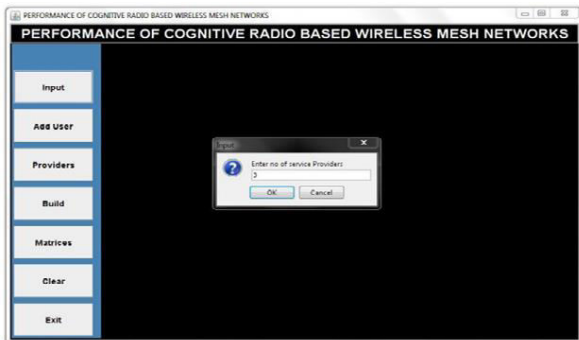 PERFORMANCE OF COGNITIVE RADIO BASED WIRELESS MESH NETWORKS
PERFORMANCE OF COGNITIVE RADIO BASED WIRELESS MESH NETWORKS
Input
Add User
Providers
Build
Matrices
Clear
Exit
Input
Enter no of service Providers
3
OK
Cancel